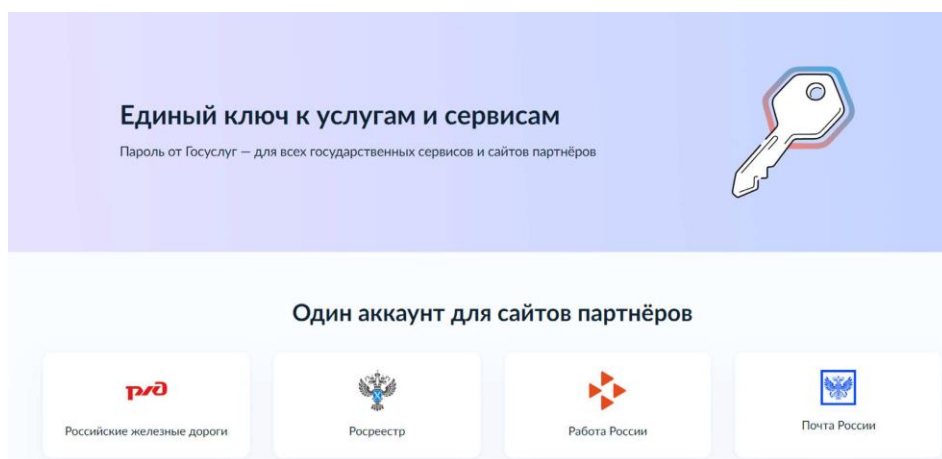 Единый ключ к услугам и сервисам
Пароль от Госуслуг — для всех государственных сервисов и сайтов партнёров
Один аккаунт для сайтов партнёров
ржд
Российские железные дороги
Росреестр
Работа России
Почта России